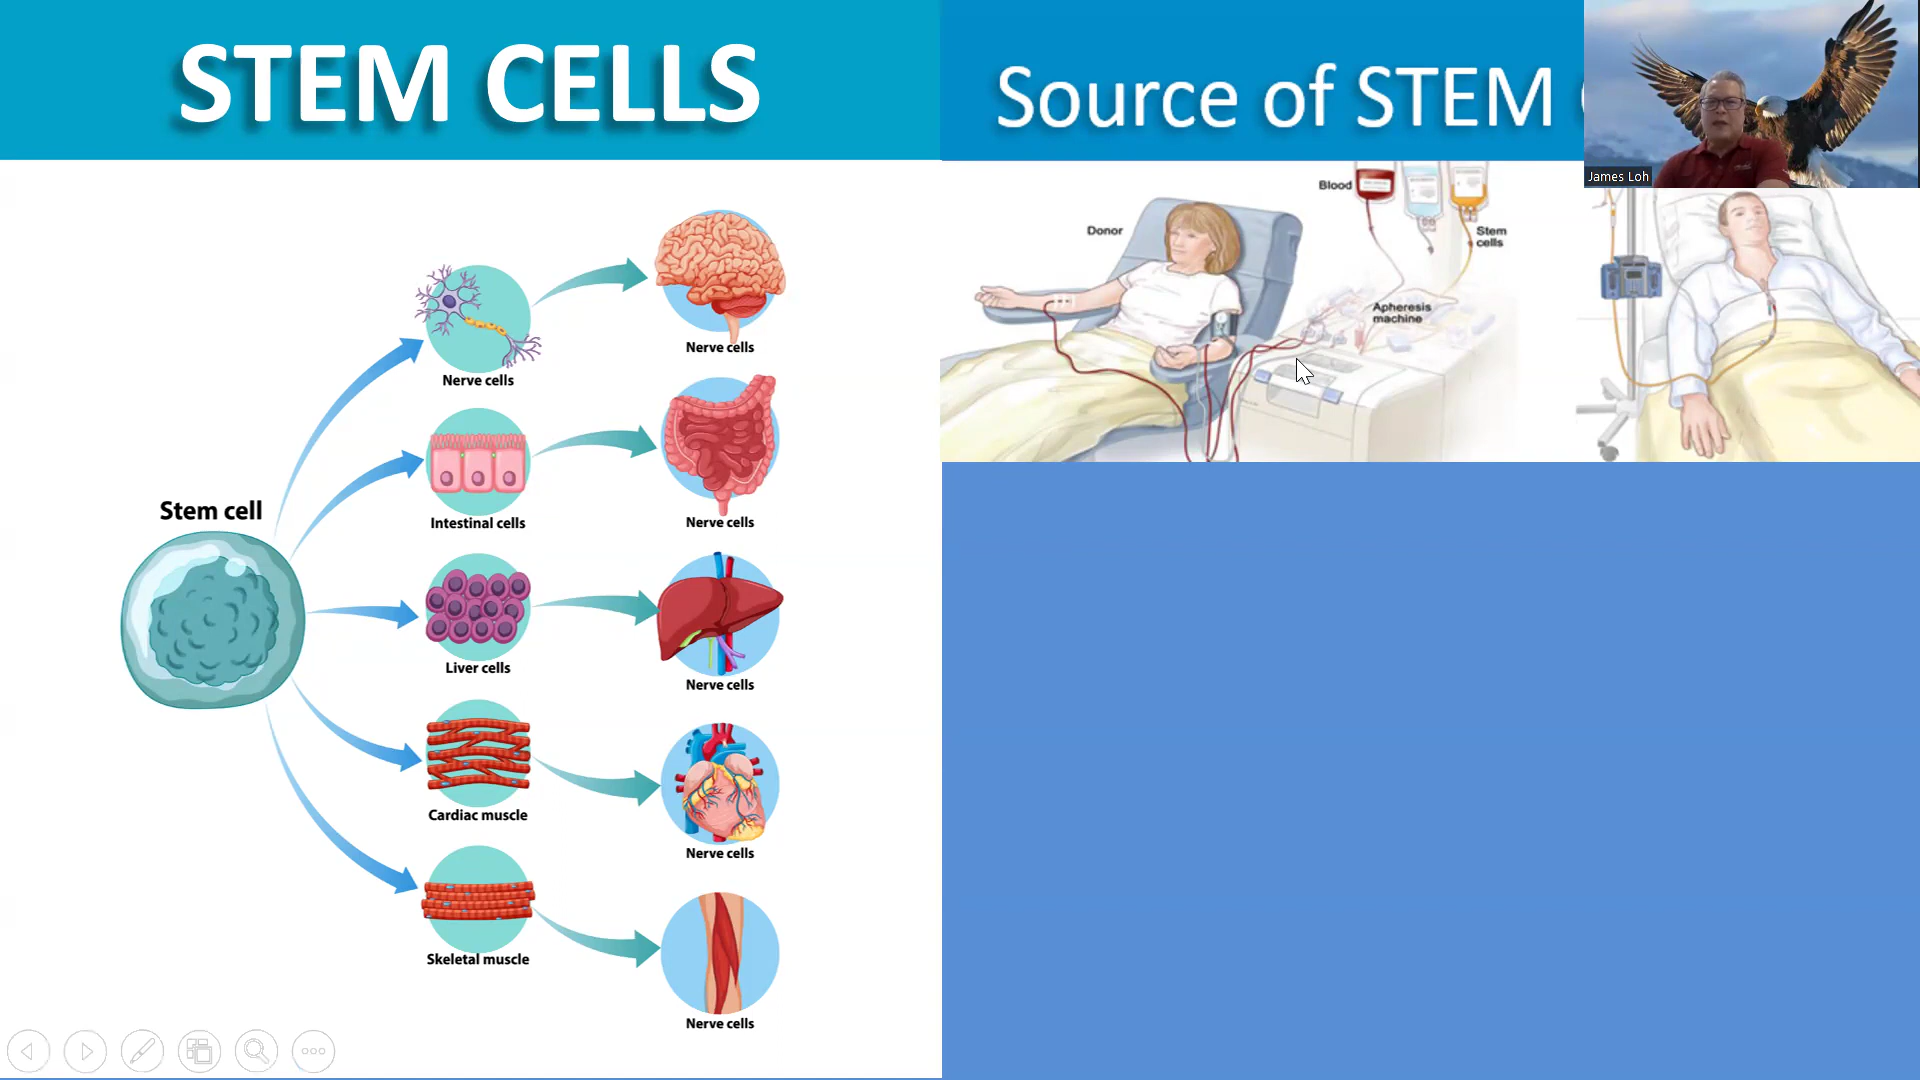 STEM CELLS
Stem cell
Nerve cells
Nerve cells
Intestinal cells
Nerve cells
Liver cells
Nerve cells
Cardiac muscle
Nerve cells
Skeletal muscle
Nerve cells
Source of STEM
Blood
Donor
Stem
cells
Apheresis
machine
James Loh